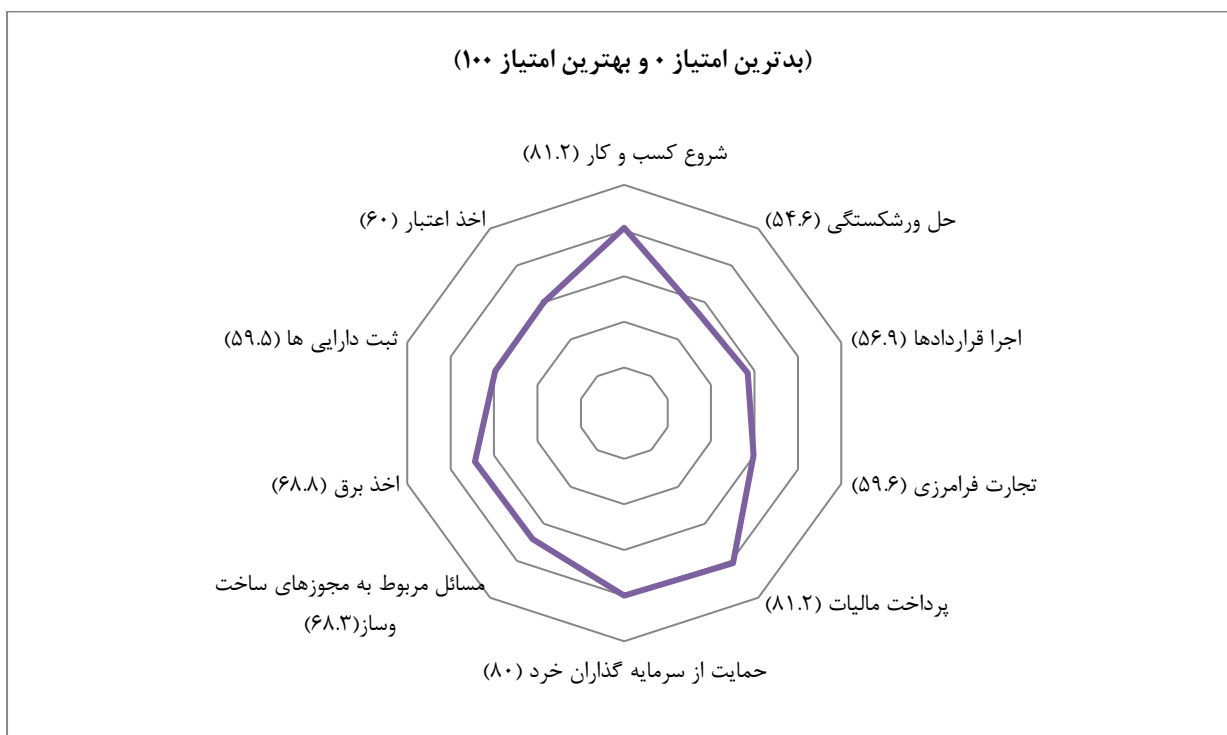 (بدترین امتیاز ۰ و بهترین امتیاز ۱۰۰)
شروع کسب و کار (۸۱.۲)
حل ورشکستگی (۵۴.۶)
اجرا قراردادها (۵۶.۹)
تجارت فرامرزی (۵۹.۶)
پرداخت مالیات (۸۱.۲)
حمایت از سرمایه گذاران خرد (۸۰)
مسائل مربوط به مجوزهای ساخت
وساز(۶۸.۳)
اخذ برق (۶۸.۸)
ثبت دارایی ها (۵۹.۵)
اخذ اعتبار (۶۰)